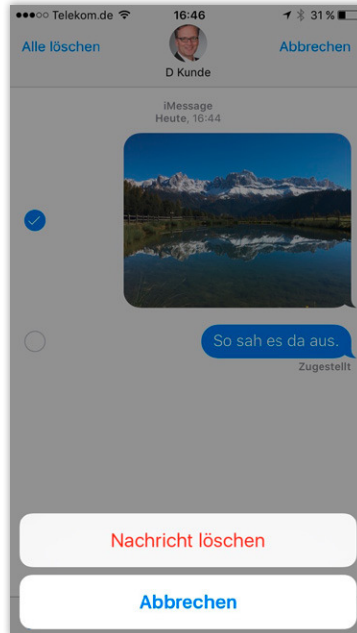 Telekom.de 16:46 31 %
Alle löschen Abbrechen
D Kunde
iMessage
Heute, 16:44
So sah es da aus.
Zugestellt
Nachricht löschen
Abbrechen